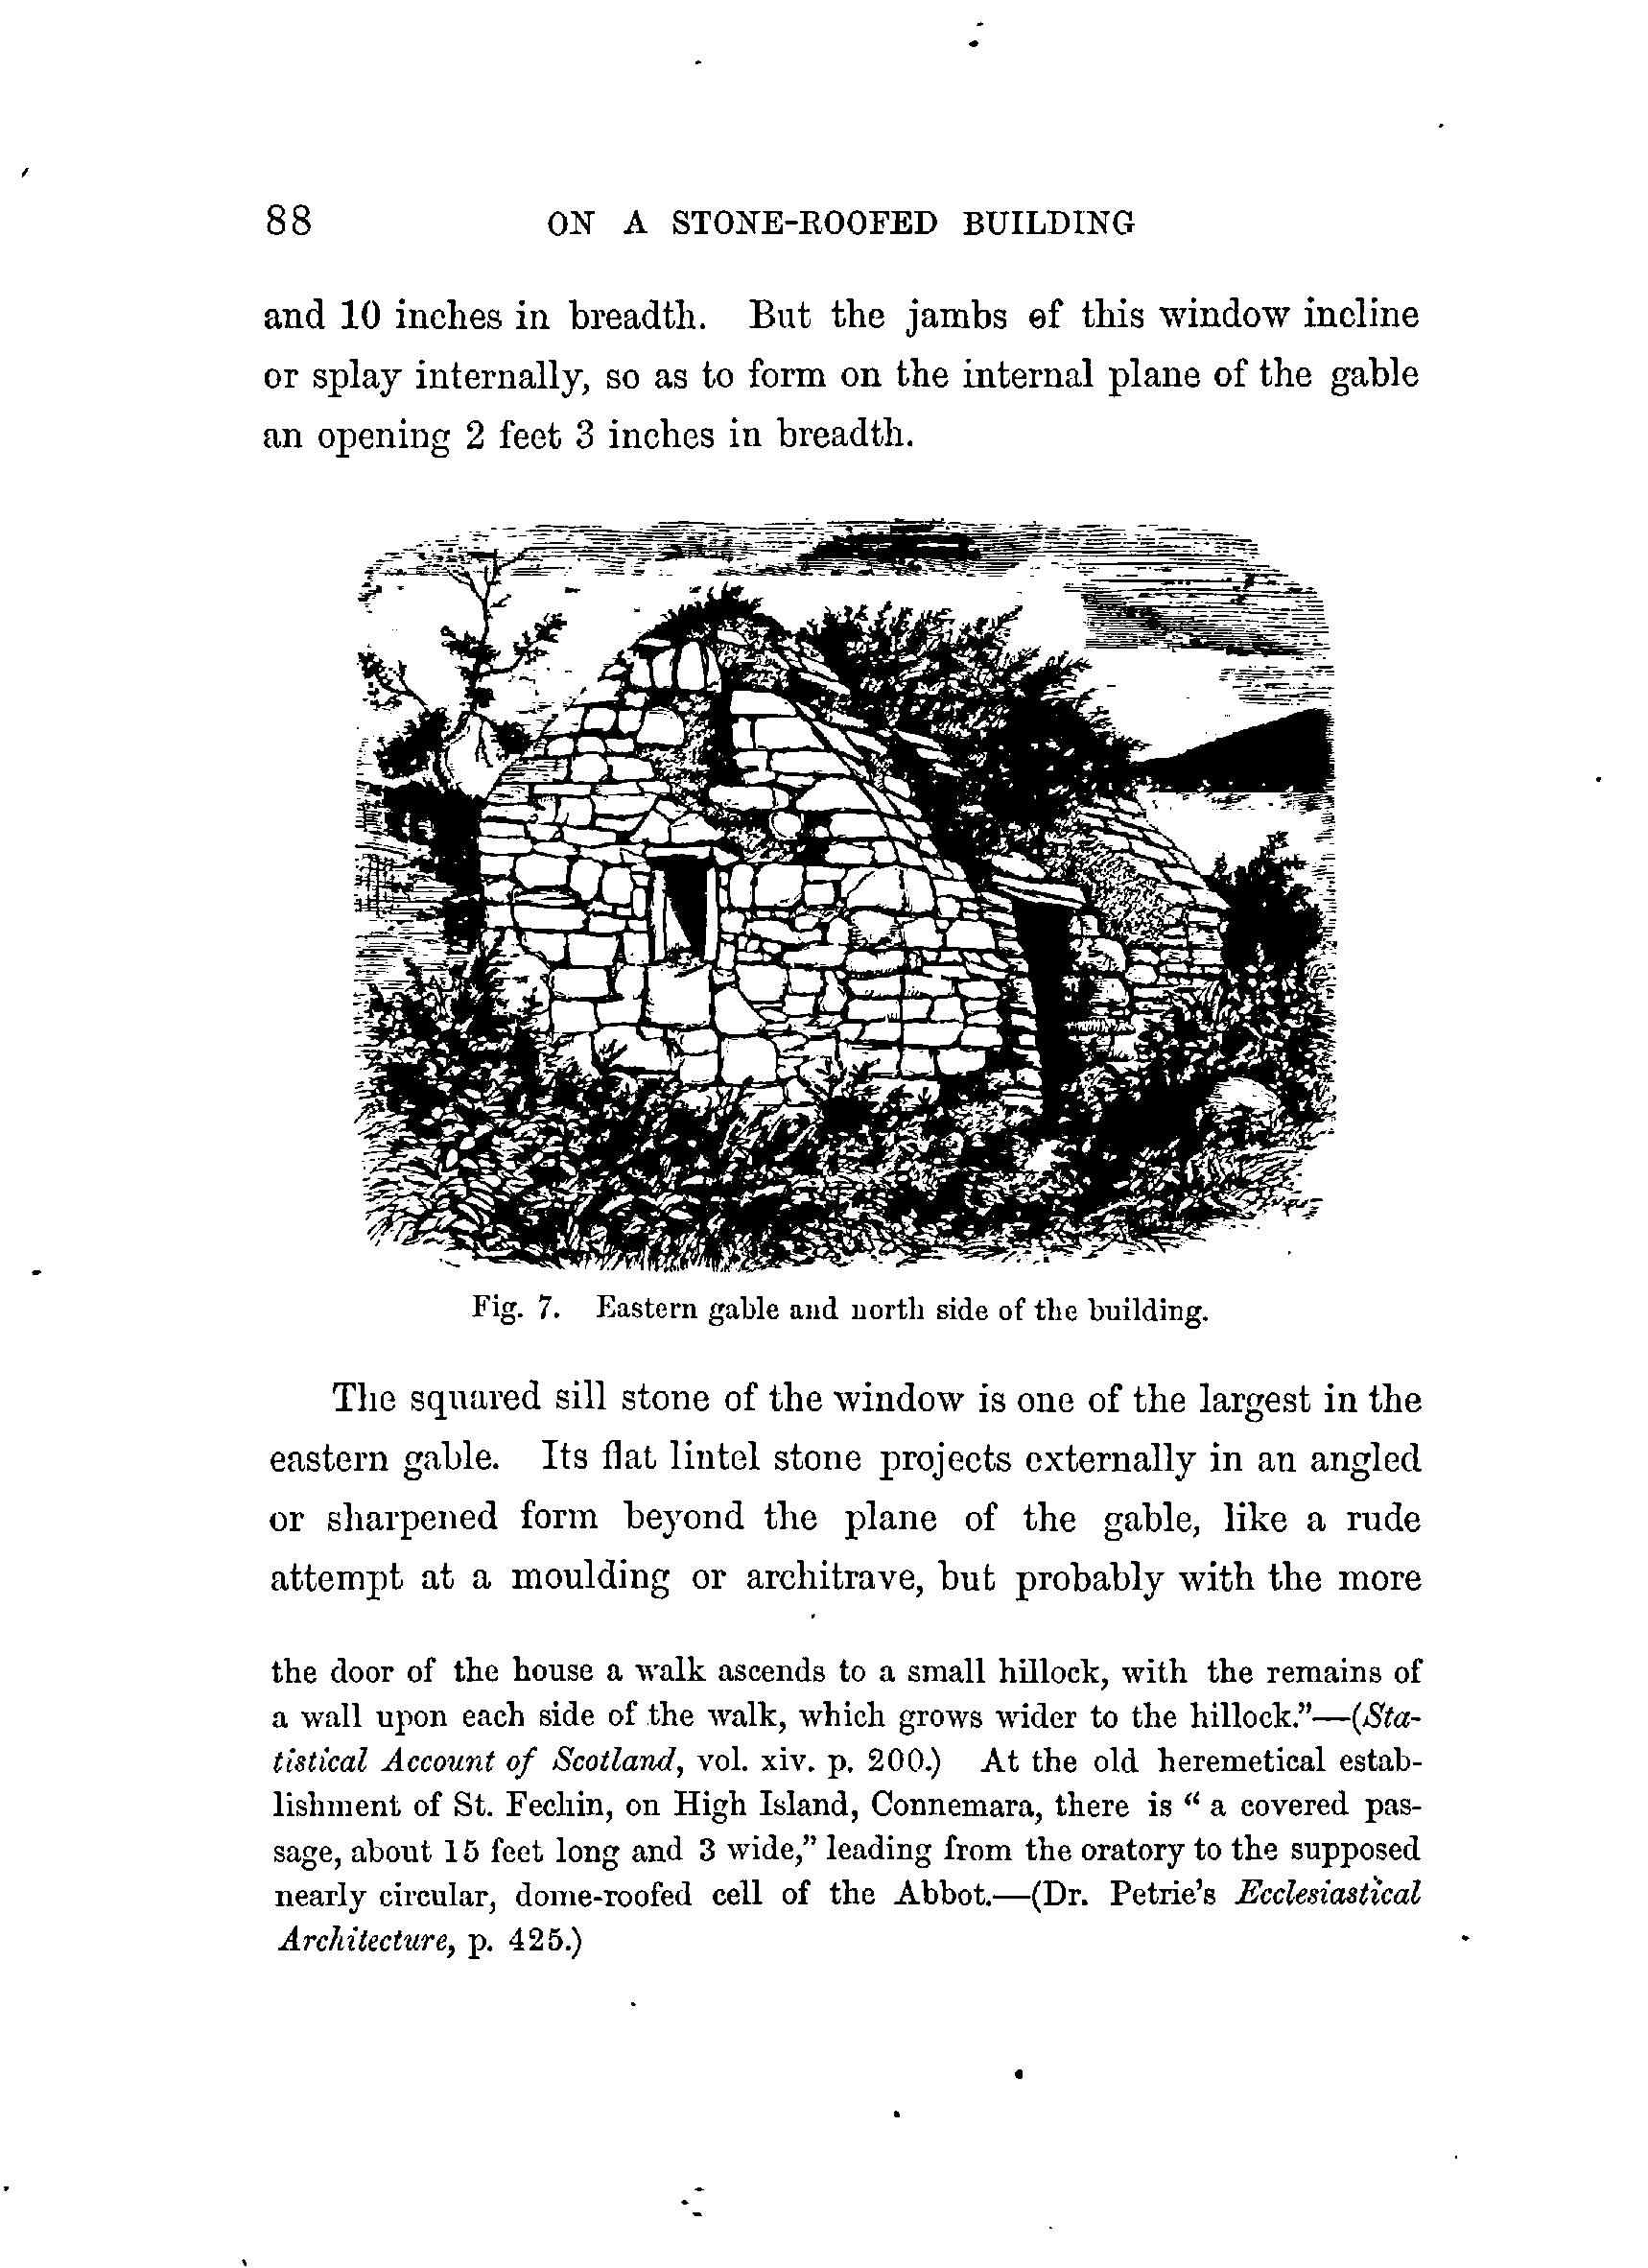 88 ON A STONE-ROOFED BUILDING
and 10 inches in breadth. But the jambs of this window incline
or splay internally, so as to form on the internal plane of the gable
an opening 2 feet 3 inches in breadth.
Fig. 7. Eastern gable and north side of the building.
The squared sill stone of the window is one of the largest in the
eastern gable. Its flat lintel stone projects externally in an angled
or sharpened form beyond the plane of the gable, like a rude
attempt at a moulding or architrave, but probably with the more
the door of the house a walk ascends to a small hillock, with the remains of
a wall upon each side of the walk, which grows wider to the hillock.”—(Sta-
tistical Account of Scotland, vol. xiv. p. 200.) At the old heremetical estab-
lishment of St. Fechin, on High Island, Connemara, there is “ a covered pas-
sage, about 15 feet long and 3 wide,” leading from the oratory to the supposed
nearly circular, dome-roofed cell of the Abbot.—(Dr. Petrie’s Ecclesiastical
Architecture, p. 425.)